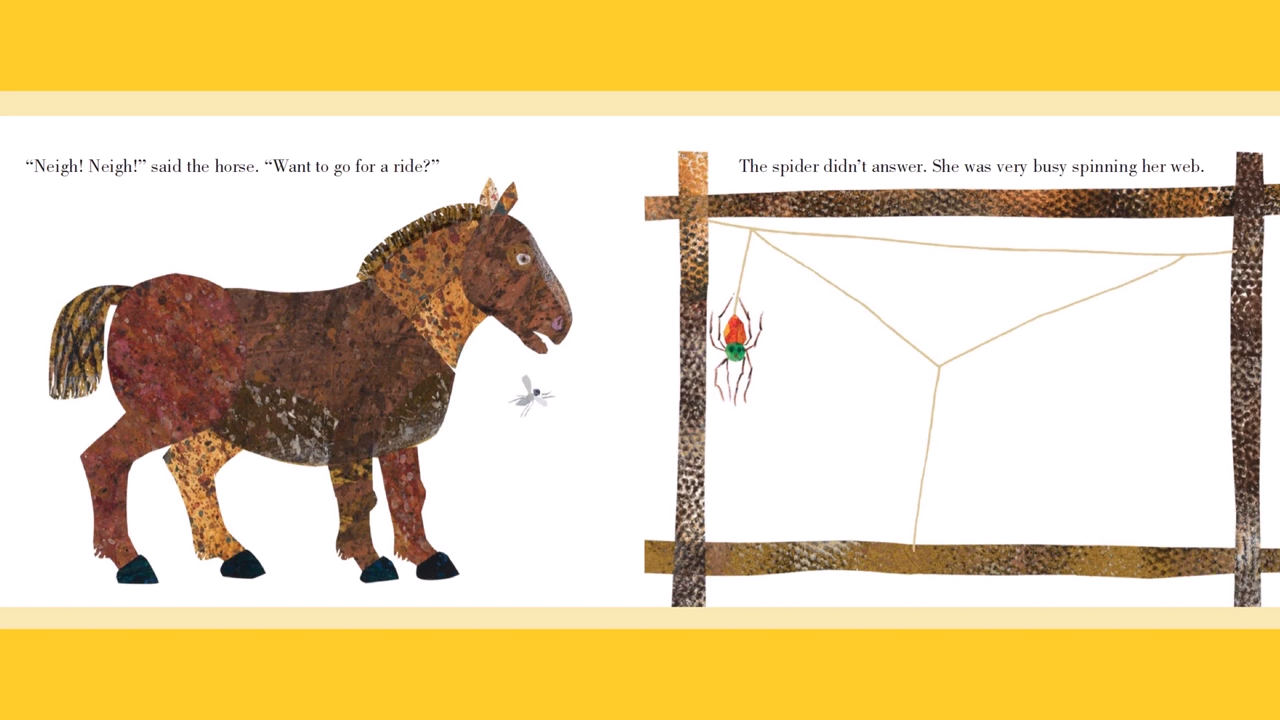 “Neigh! Neigh!” said the horse. “Want to go for a ride?”
The spider didn’t answer. She was very busy spinning her web.